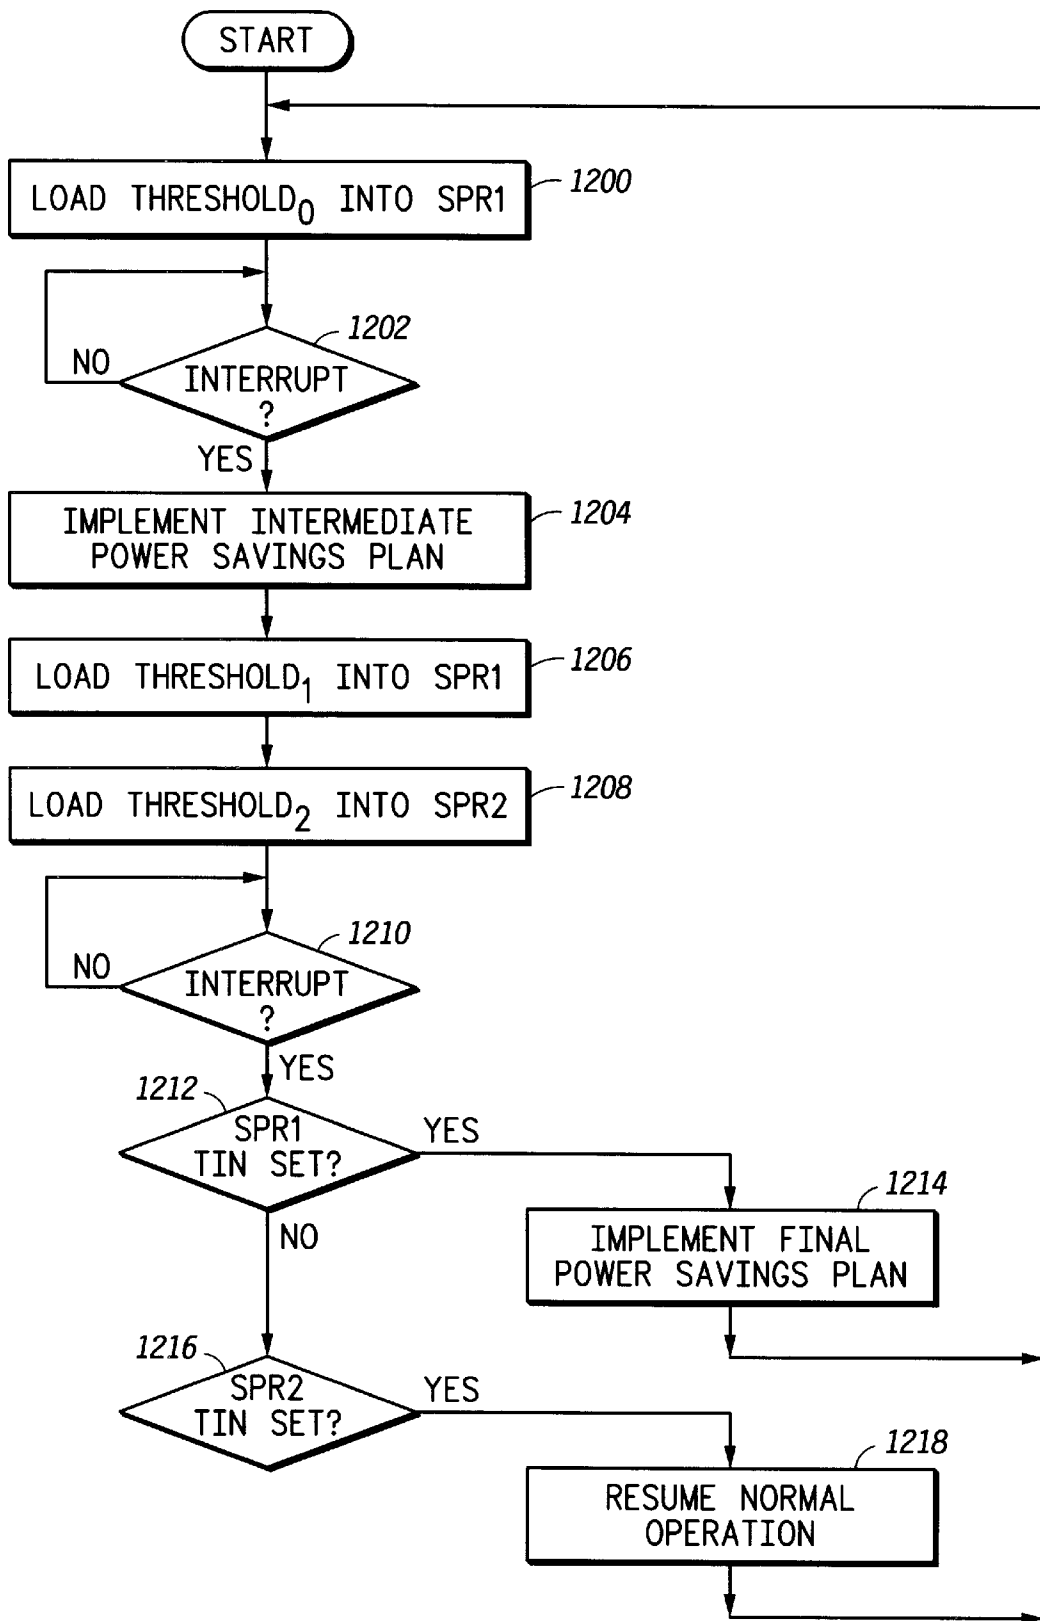 START
LOAD THRESHOLD0 INTO SPR1
1200
1202
NO
INTERRUPT
?
YES
IMPLEMENT INTERMEDIATE
POWER SAVINGS PLAN
1204
LOAD THRESHOLD1 INTO SPR1
1206
LOAD THRESHOLD2 INTO SPR2
1208
1210
NO
INTERRUPT
?
YES
1212
SPR1
TIN SET?
YES
NO
1214
IMPLEMENT FINAL
POWER SAVINGS PLAN
1216
SPR2
TIN SET?
YES
1218
RESUME NORMAL
OPERATION